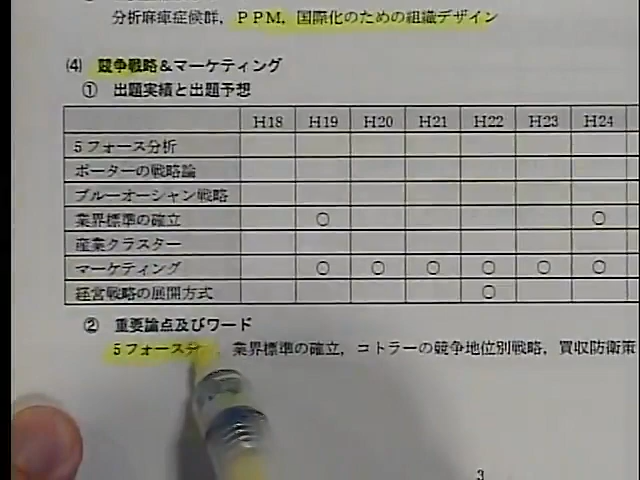 分析麻痺症候群，ＰＰＭ，国際化のための組織デザイン
⑷ 競争戦略＆マーケティング
① 出題実績と出題予想
H18 H19 H20 H21 H22 H23 H24
５フォース分析
ポーターの戦略論
ブルーオーシャン戦略
業界標準の確立 ○ ○
産業クラスター
マーケティング ○ ○ ○ ○ ○ ○
経営戦略の展開方式 ○
② 重要論点及びワード
５フォース分 ，業界標準の確立，コトラーの競争地位別戦略，買収防衛策
3